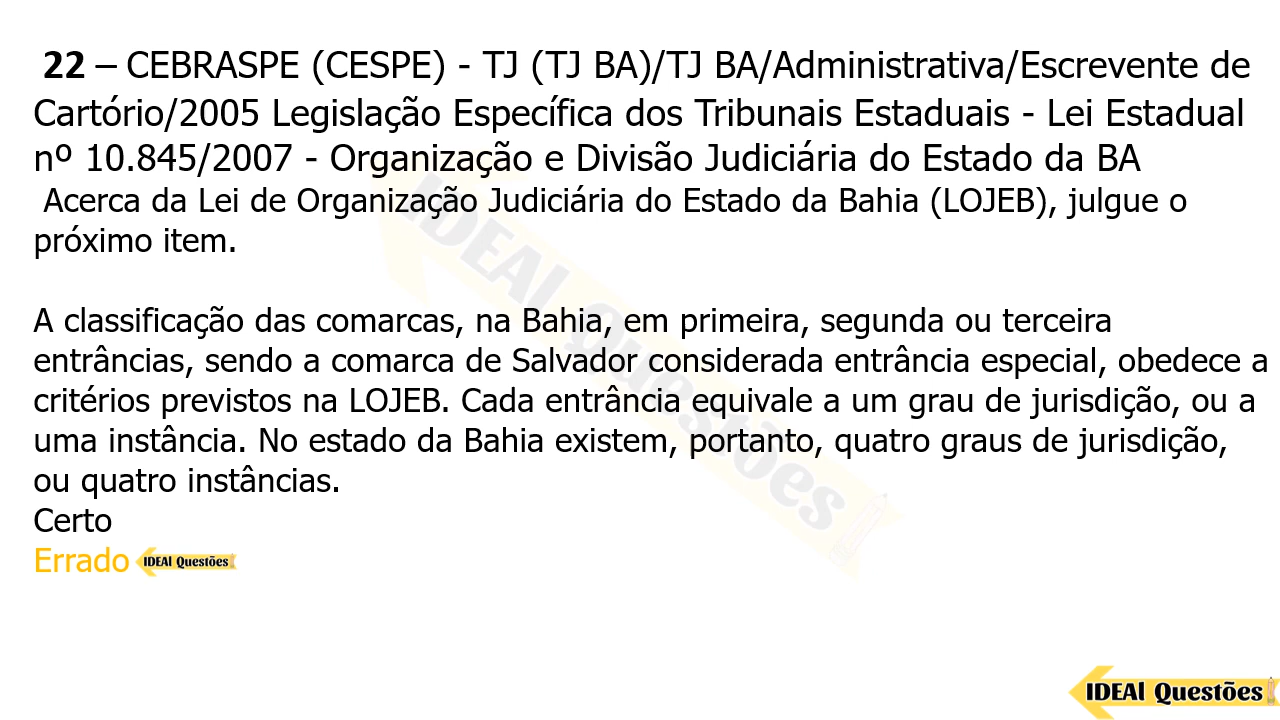 22 – CEBRASPE (CESPE) - TJ (TJ BA)/TJ BA/Administrativa/Escrevente de
Cartório/2005 Legislação Específica dos Tribunais Estaduais - Lei Estadual
nº 10.845/2007 - Organização e Divisão Judiciária do Estado da BA
Acerca da Lei de Organização Judiciária do Estado da Bahia (LOJEB), julgue o
próximo item.
A classificação das comarcas, na Bahia, em primeira, segunda ou terceira
entrâncias, sendo a comarca de Salvador considerada entrância especial, obedece a
critérios previstos na LOJEB. Cada entrância equivale a um grau de jurisdição, ou a
uma instância. No estado da Bahia existem, portanto, quatro graus de jurisdição,
ou quatro instâncias.
Certo
Errado IDEAl Questões
IDEAl Questões
IDEAl Questões